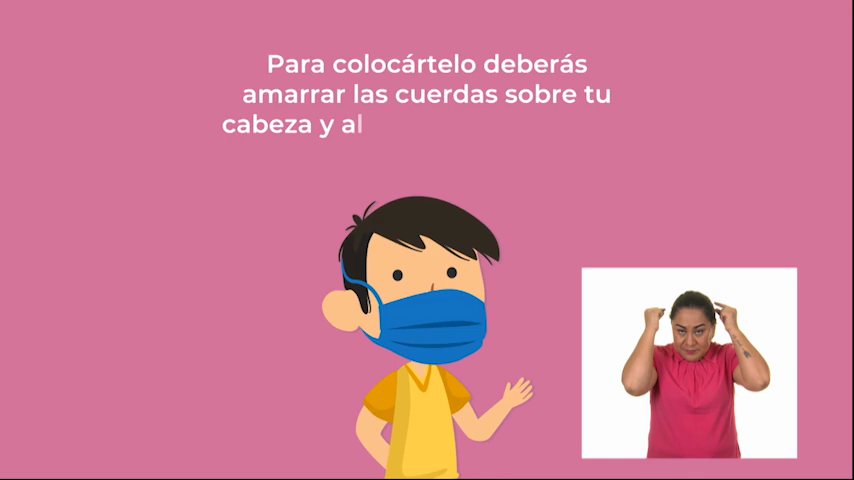 Para colocártelo deberás
amarrar las cuerdas sobre tu
cabeza y al